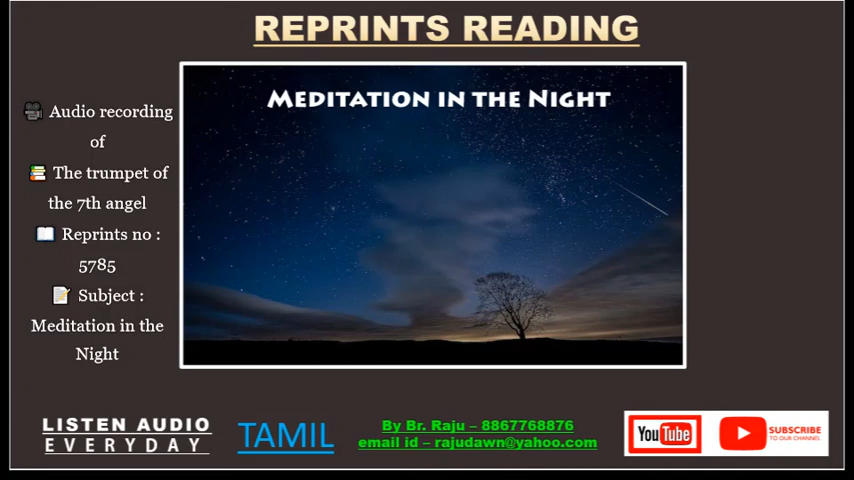 REPRINTS READING
MEDITATION IN THE NIGHT
Audio recording
of
The trumpet of
the 7th angel
Reprints no :
5785
Subject :
Meditation in the
Night
LISTEN AUDIO
EVERYDAY
TAMIL
By Br. Raju – 8867768876
email id – rajudawn@yahoo.com
YouTube
SUBSCRIBE
TO OUR CHANNEL